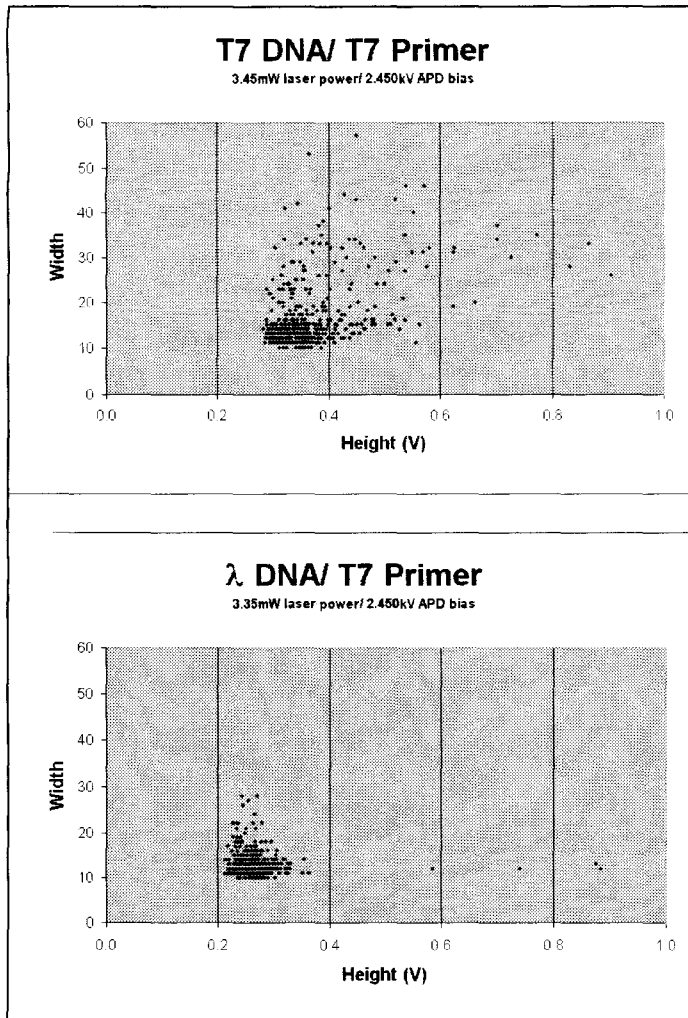 T7 DNA/ T7 Primer
3.45mW laser power/ 2.450kV APD bias
60
50
40
30
20
10
0
Width
0.0 0.2 0.4 0.6 0.8 1.0
Height (V)
λ DNA/ T7 Primer
3.35mW laser power/ 2.450kV APD bias
60
50
40
30
20
10
0
Width
0.0 0.2 0.4 0.6 0.8 1.0
Height (V)